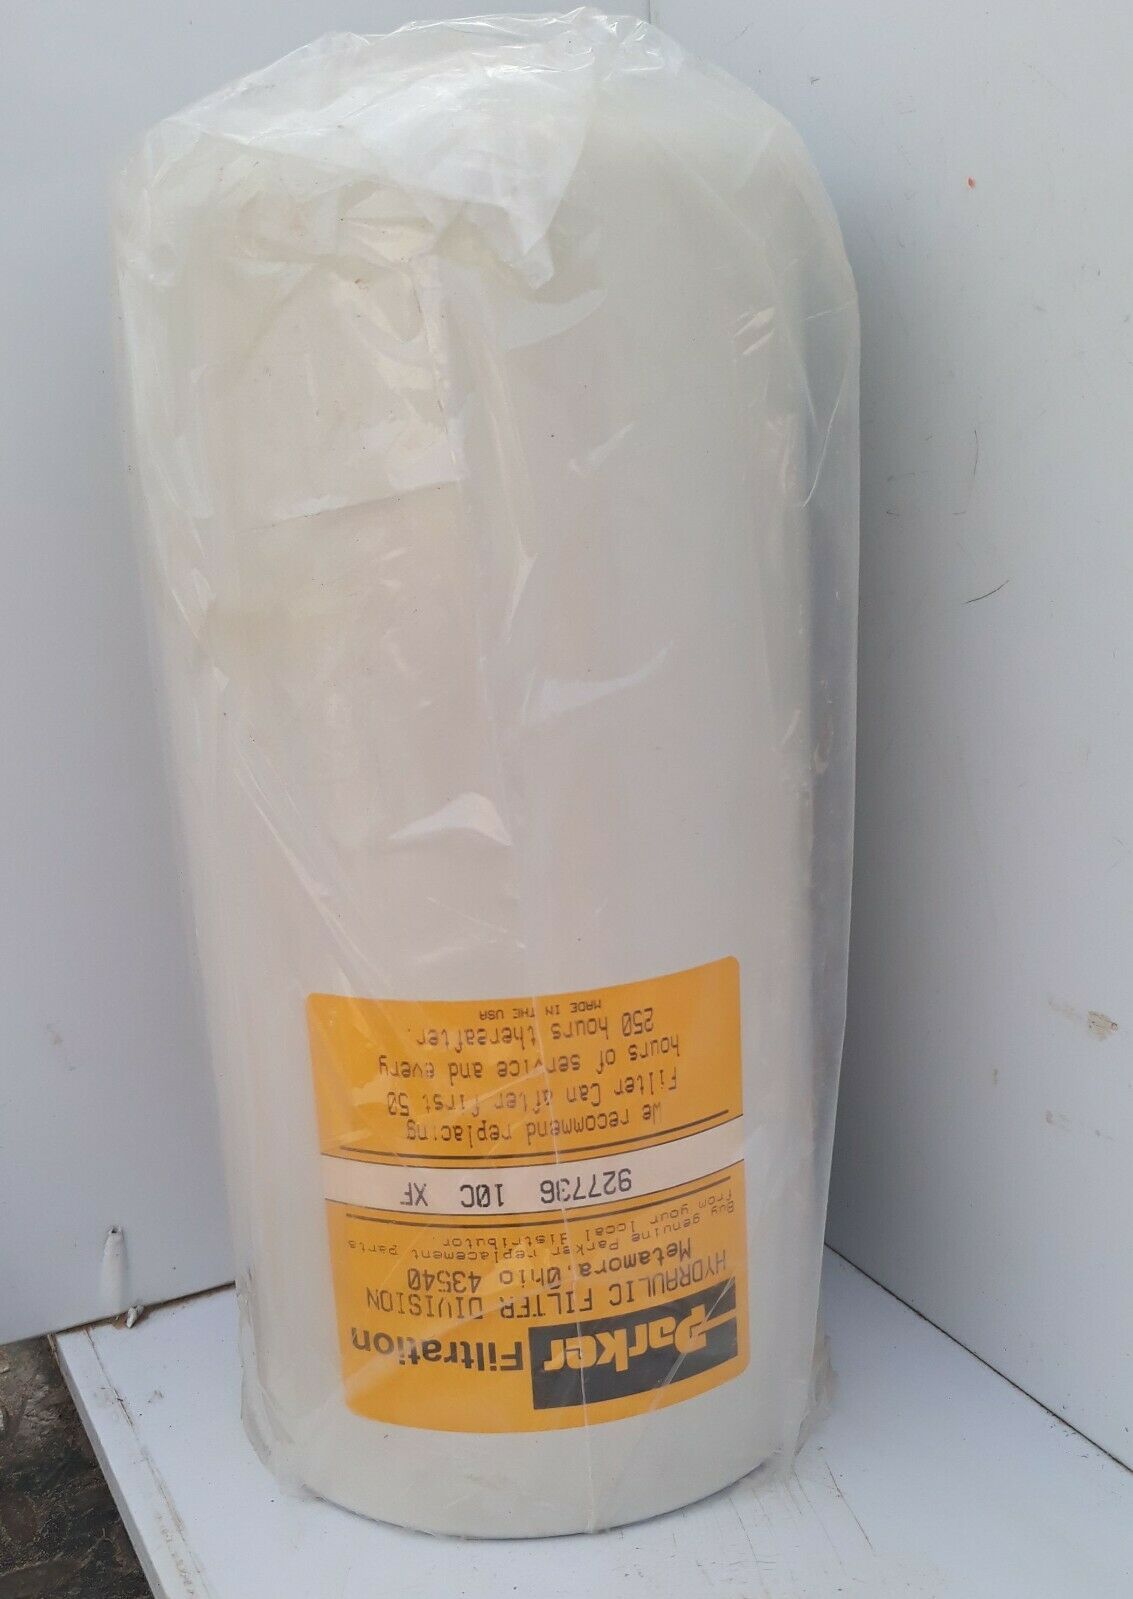 Parker Filtration
HYDRAULIC FILTER DIVISION
Metamora, Ohio 43540
Buy genuine Parker replacement parts
from your local distributor.
927736 10C XF
We recommend replacing
Filter Can after first 50
hours of service and every
250 hours thereafter.
MADE IN THE USA